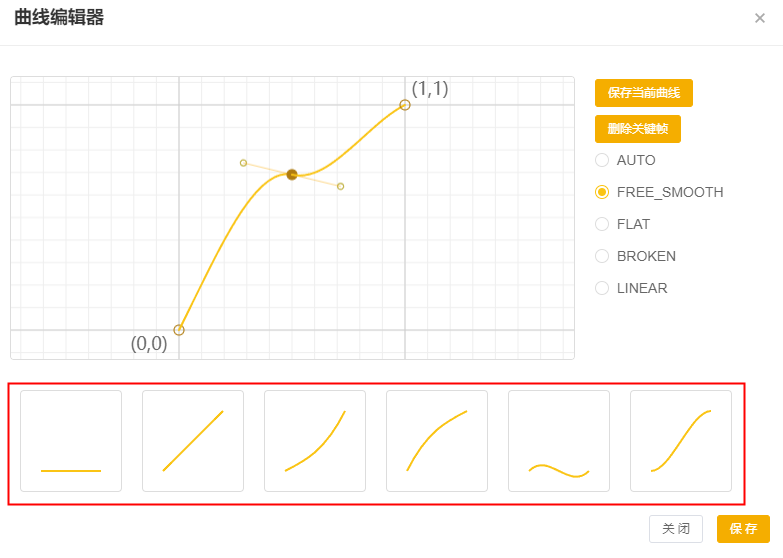 曲线编辑器
(1,1)
(0,0)
保存当前曲线
删除关键帧
AUTO
FREE_SMOOTH
FLAT
BROKEN
LINEAR
关闭
保存